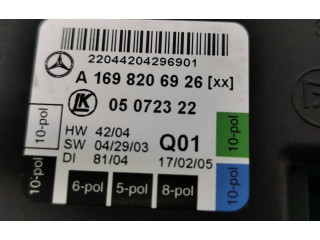 22044204296901
A 169 820 69 26 [xx]
LK
05 0723 22
10-pol
10-pol
HW 42/04
SW 04/29/03
DI 81/04
Q01
17/02/05
10-pol
10-pol
6-pol
5-pol
8-pol